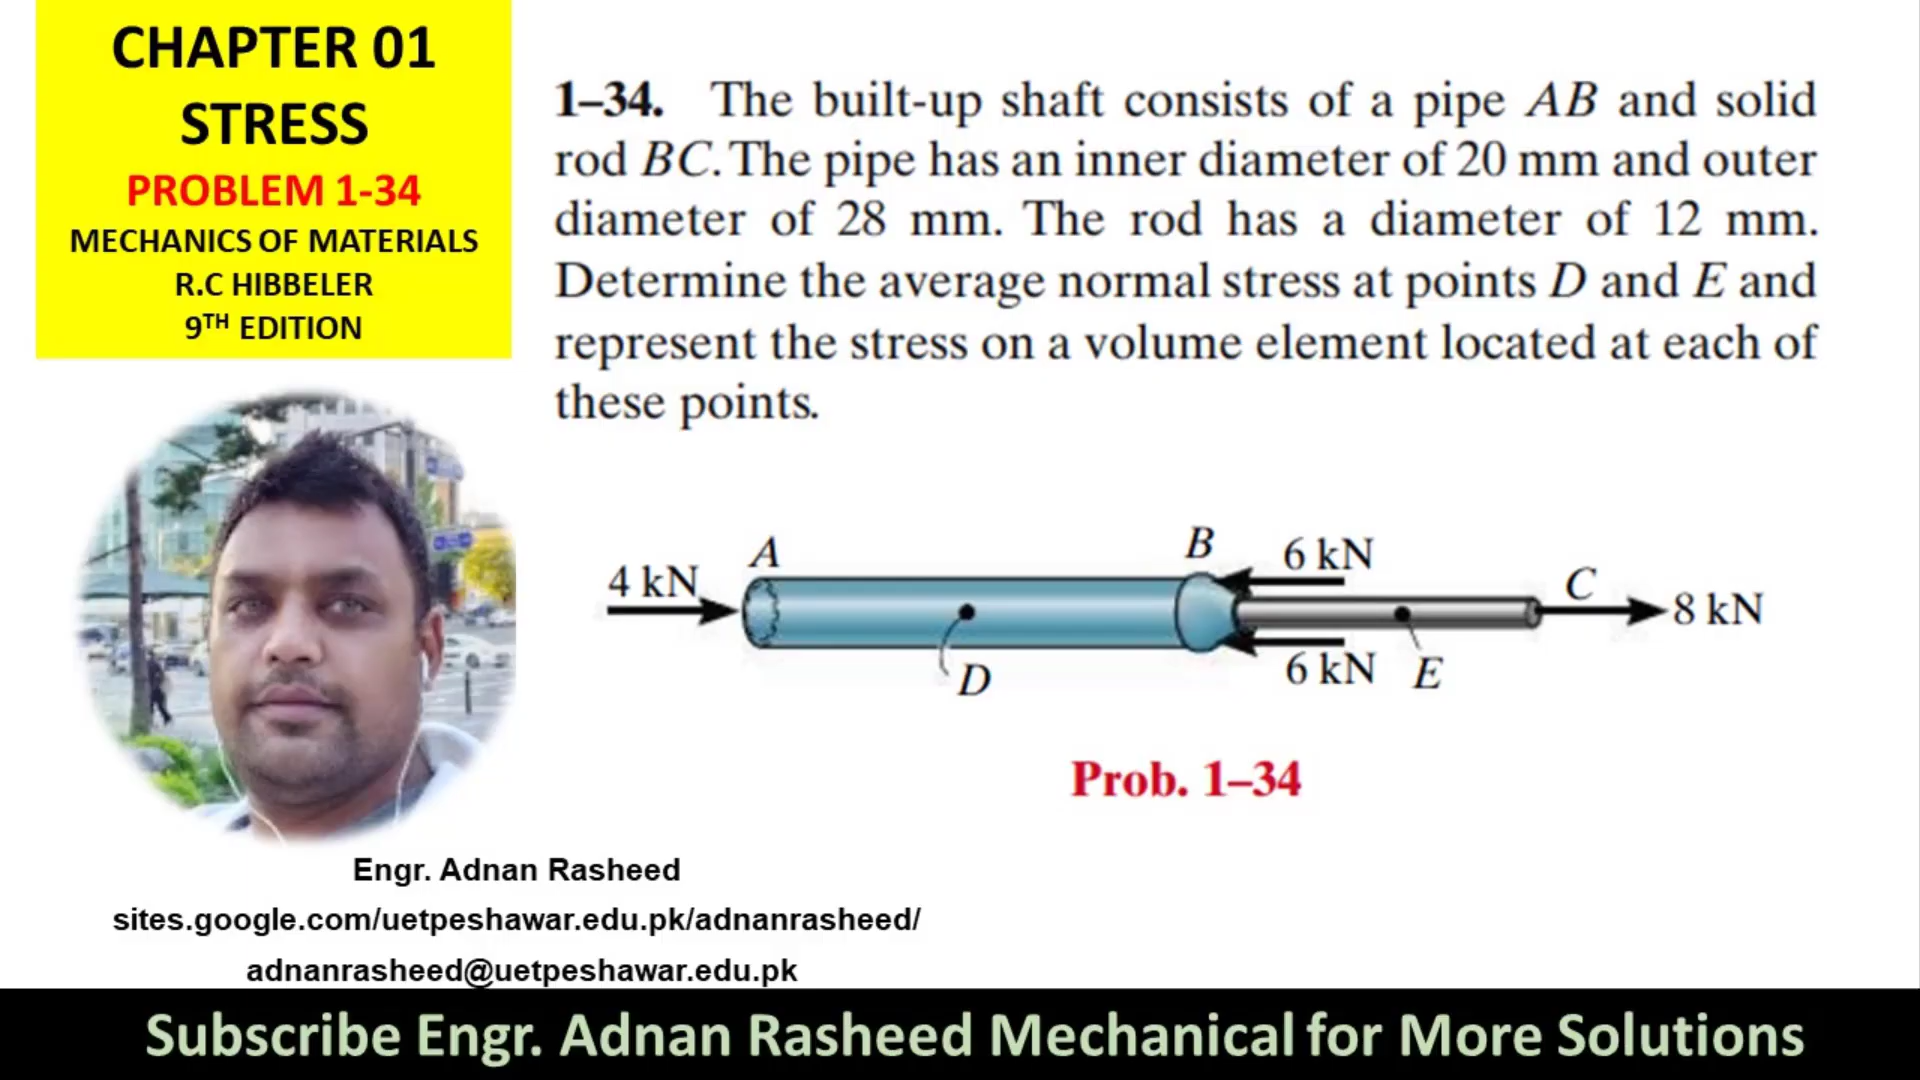 CHAPTER 01
STRESS
PROBLEM 1-34
MECHANICS OF MATERIALS
R.C HIBBELER
9TH EDITION
1–34. The built-up shaft consists of a pipe AB and solid
rod BC. The pipe has an inner diameter of 20 mm and outer
diameter of 28 mm. The rod has a diameter of 12 mm.
Determine the average normal stress at points D and E and
represent the stress on a volume element located at each of
these points.
A
B
6 kN
4 kN
C
8 kN
D
6 kN
E
Prob. 1–34
Engr. Adnan Rasheed
sites.google.com/uetpeshawar.edu.pk/adnanrasheed/
adnanrasheed@uetpeshawar.edu.pk
Subscribe Engr. Adnan Rasheed Mechanical for More Solutions